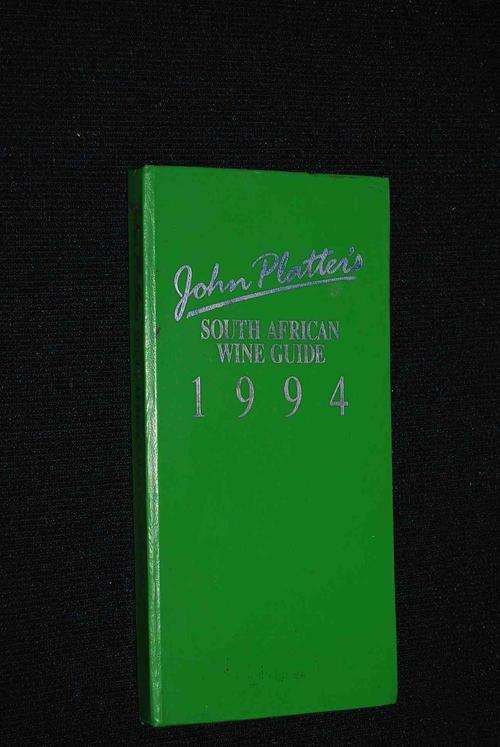 John Platter's
SOUTH AFRICAN
WINE GUIDE
1994